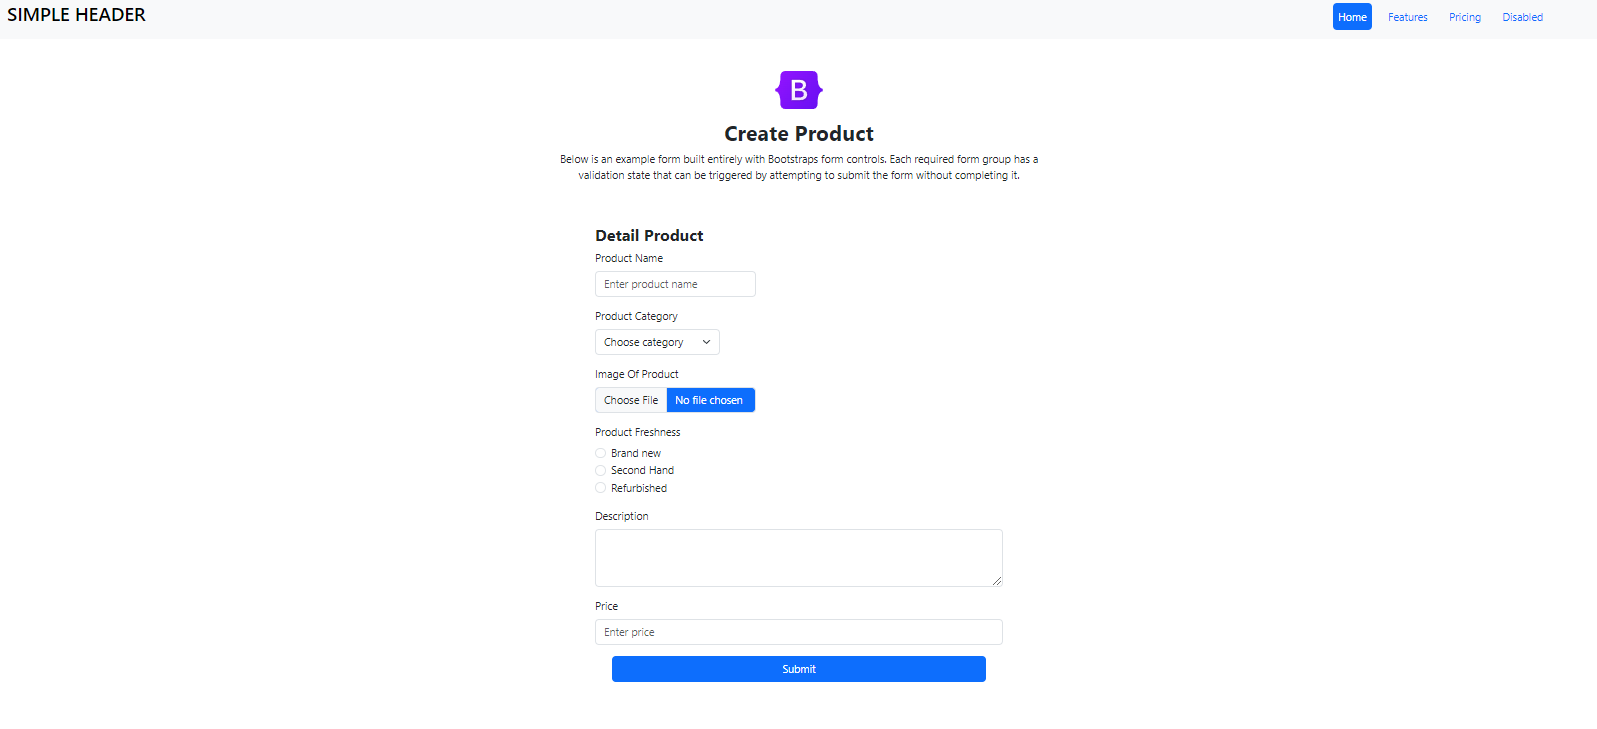 SIMPLE HEADER
Home Features Pricing Disabled
B
Create Product
Below is an example form built entirely with Bootstraps form controls. Each required form group has a
validation state that can be triggered by attempting to submit the form without completing it.
Detail Product
Product Name
Enter product name
Product Category
Choose category
Image Of Product
Choose File No file chosen
Product Freshness
Brand new
Second Hand
Refurbished
Description
Price
Enter price
Submit